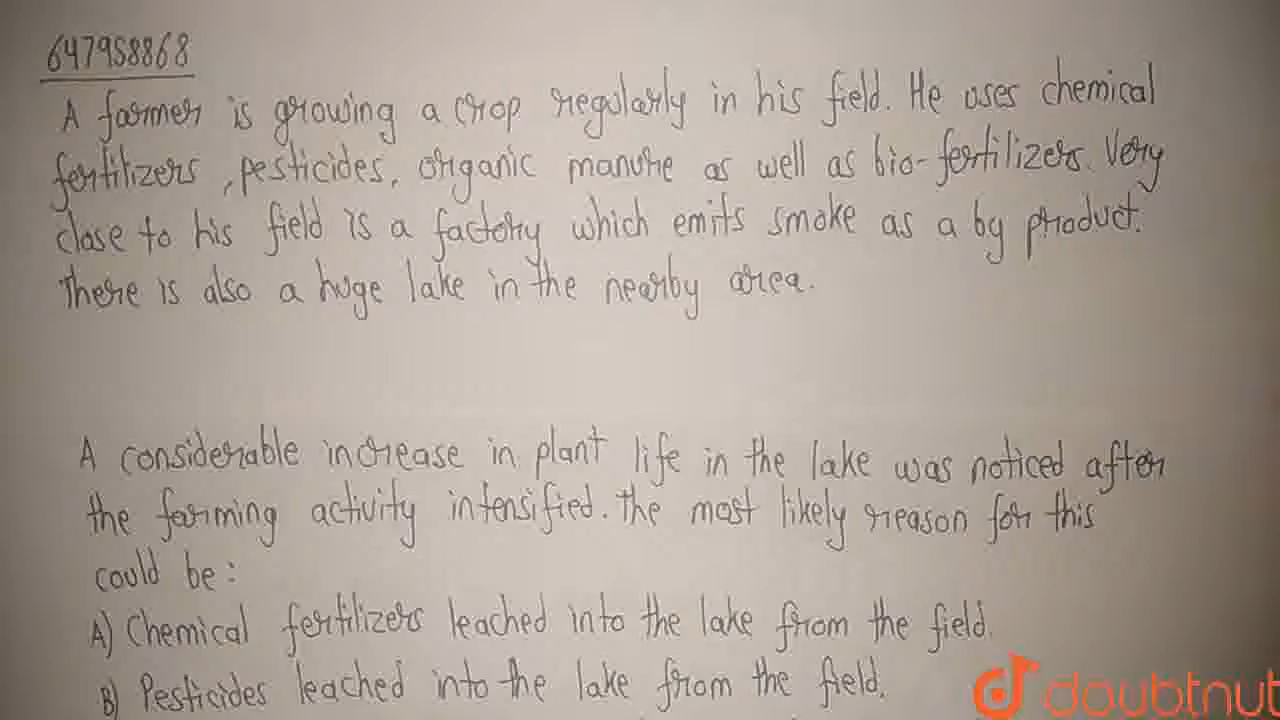 647958868
A farmer is growing a crop regularly in his field. He uses chemical
fertilizers, pesticides, organic manure as well as bio-fertilizers. Very
close to his field is a factory which emits smoke as a by product.
There is also a huge lake in the nearby area.
A considerable increase in plant life in the lake was noticed after
the farming activity intensified. The most likely reason for this
could be:
A) Chemical fertilizers leached into the lake from the field.
B) Pesticides leached into the lake from the field.
doubtnut